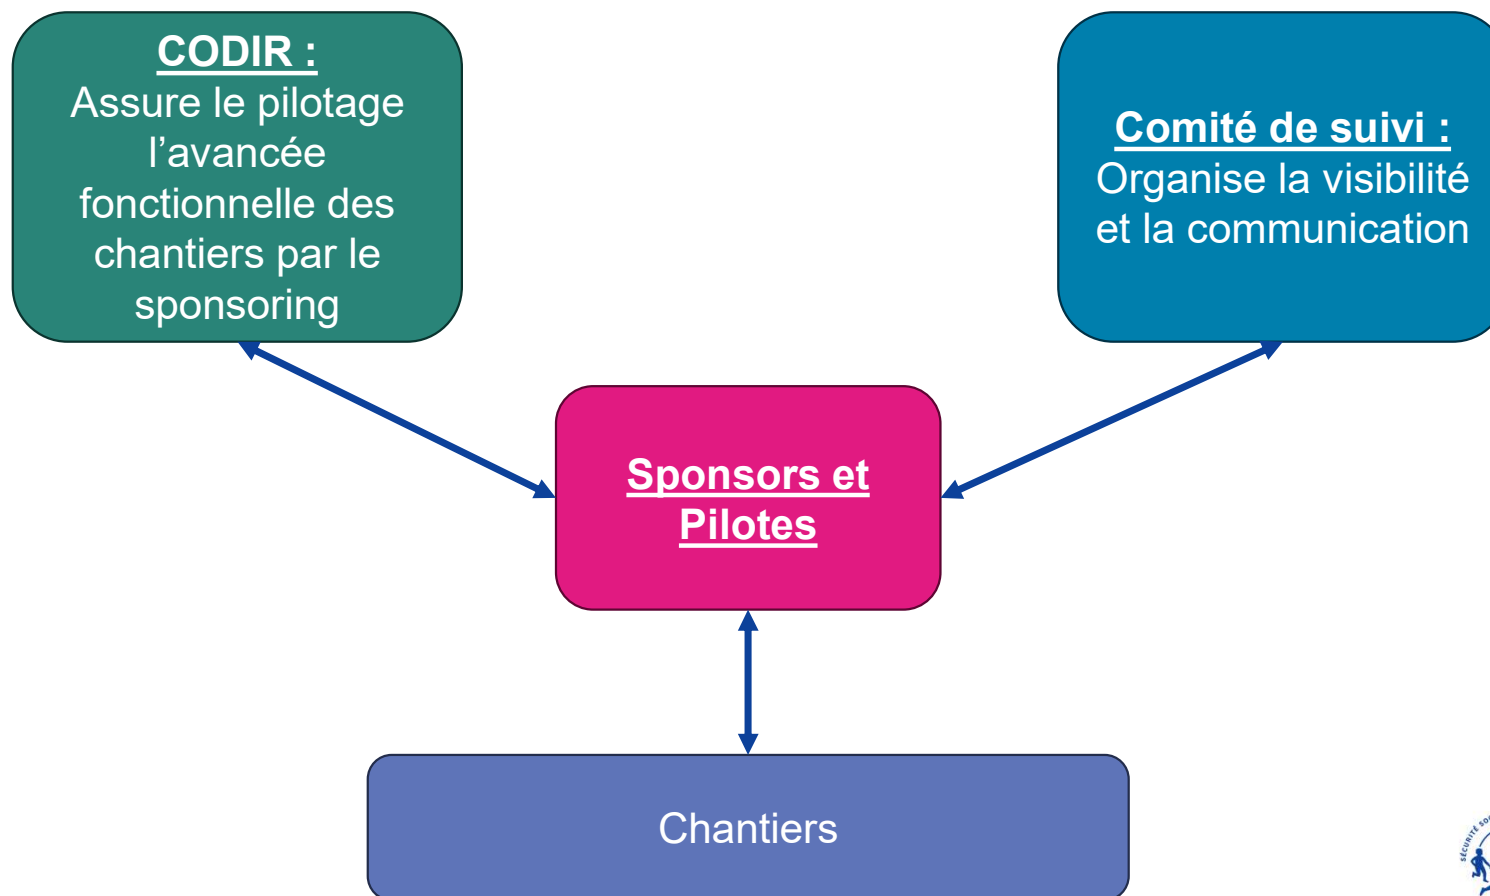 CODIR :
Assure le pilotage
l’avancée
fonctionnelle des
chantiers par le
sponsoring
Comité de suivi :
Organise la visibilité
et la communication
Sponsors et
Pilotes
Chantiers
SÉCURITÉ